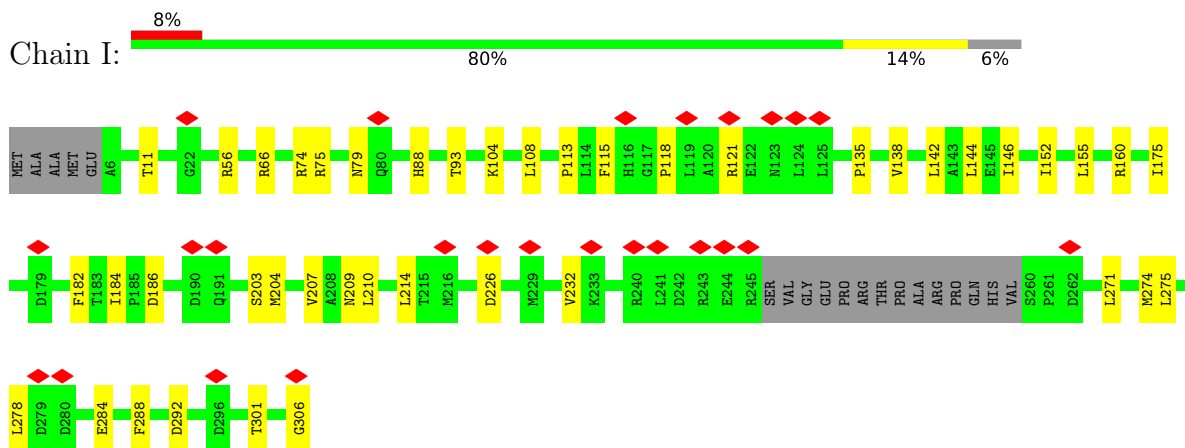 8%
Chain I:
80% 14% 6%
MET ALA ALA MET GLU A6 T11 G22 R56 R66 R74 R75 N79 Q80 H88 T93 K104 L108 P113 L114 F115 H116 G117 P118 L119 A120 R121 E122 N123 L124 L125 P135 V138 L142 A143 L144 E145 I146 I152 L155 R160 I175
D179 F182 T183 I184 P185 D186 D190 Q191 S203 M204 V207 A208 N209 L210 L214 T215 M216 D226 M229 V232 K233 R240 L241 D242 R243 E244 R245 SER VAL GLY GLU PRO ARG THR PRO ALA ARG PRO GLN HIS VAL S260 P261 D262 L271 M274 L275
L278 D279 D280 E284 F288 D292 D296 T301 G306